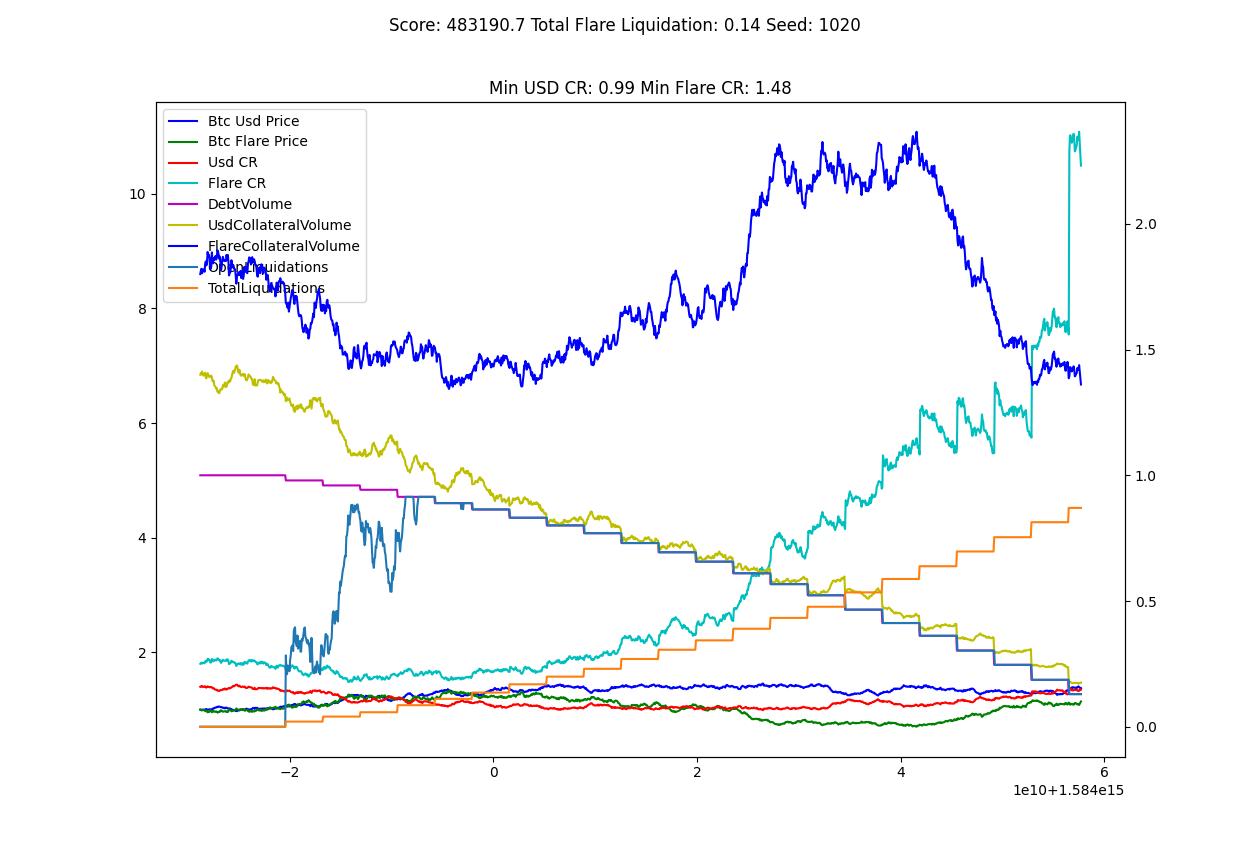 Score: 483190.7 Total Flare Liquidation: 0.14 Seed: 1020
Min USD CR: 0.99 Min Flare CR: 1.48
Btc Usd Price
Btc Flare Price
Usd CR
Flare CR
DebtVolume
UsdCollateralVolume
FlareCollateralVolume
OpenLiquidations
TotalLiquidations
10
8
6
4
2
2.0
1.5
1.0
0.5
0.0
−2 0 2 4 6
1e10+1.584e15